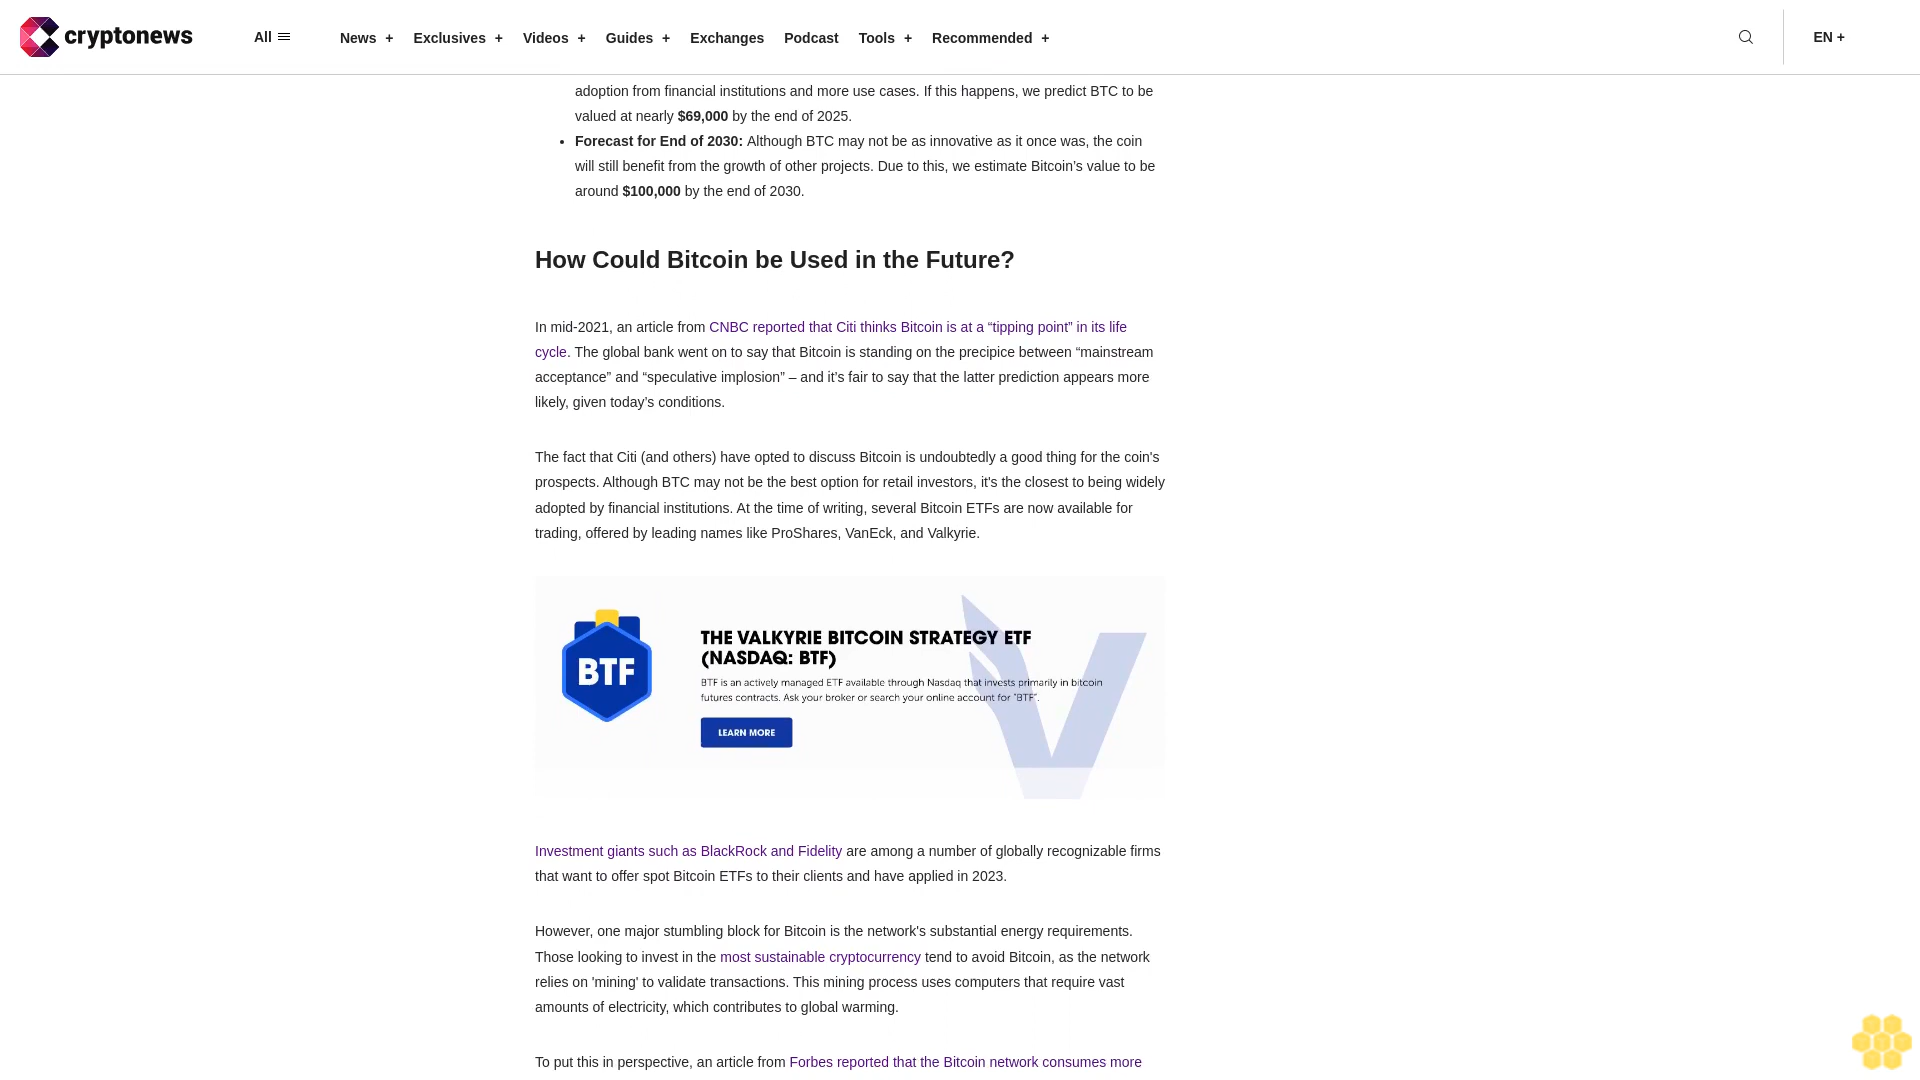 cryptonews
All
News +
Exclusives +
Videos +
Guides +
Exchanges
Podcast
Tools +
Recommended +
EN +
adoption from financial institutions and more use cases. If this happens, we predict BTC to be
valued at nearly $69,000 by the end of 2025.
• Forecast for End of 2030: Although BTC may not be as innovative as it once was, the coin
will still benefit from the growth of other projects. Due to this, we estimate Bitcoin’s value to be
around $100,000 by the end of 2030.
How Could Bitcoin be Used in the Future?
In mid-2021, an article from CNBC reported that Citi thinks Bitcoin is at a “tipping point” in its life
cycle. The global bank went on to say that Bitcoin is standing on the precipice between “mainstream
acceptance” and “speculative implosion” – and it’s fair to say that the latter prediction appears more
likely, given today’s conditions.
The fact that Citi (and others) have opted to discuss Bitcoin is undoubtedly a good thing for the coin's
prospects. Although BTC may not be the best option for retail investors, it's the closest to being widely
adopted by financial institutions. At the time of writing, several Bitcoin ETFs are now available for
trading, offered by leading names like ProShares, VanEck, and Valkyrie.
BTF
THE VALKYRIE BITCOIN STRATEGY ETF
(NASDAQ: BTF)
BTF is an actively managed ETF available through Nasdaq that invests primarily in bitcoin
futures contracts. Ask your broker or search your online account for "BTF".
LEARN MORE
Investment giants such as BlackRock and Fidelity are among a number of globally recognizable firms
that want to offer spot Bitcoin ETFs to their clients and have applied in 2023.
However, one major stumbling block for Bitcoin is the network's substantial energy requirements.
Those looking to invest in the most sustainable cryptocurrency tend to avoid Bitcoin, as the network
relies on 'mining' to validate transactions. This mining process uses computers that require vast
amounts of electricity, which contributes to global warming.
To put this in perspective, an article from Forbes reported that the Bitcoin network consumes more